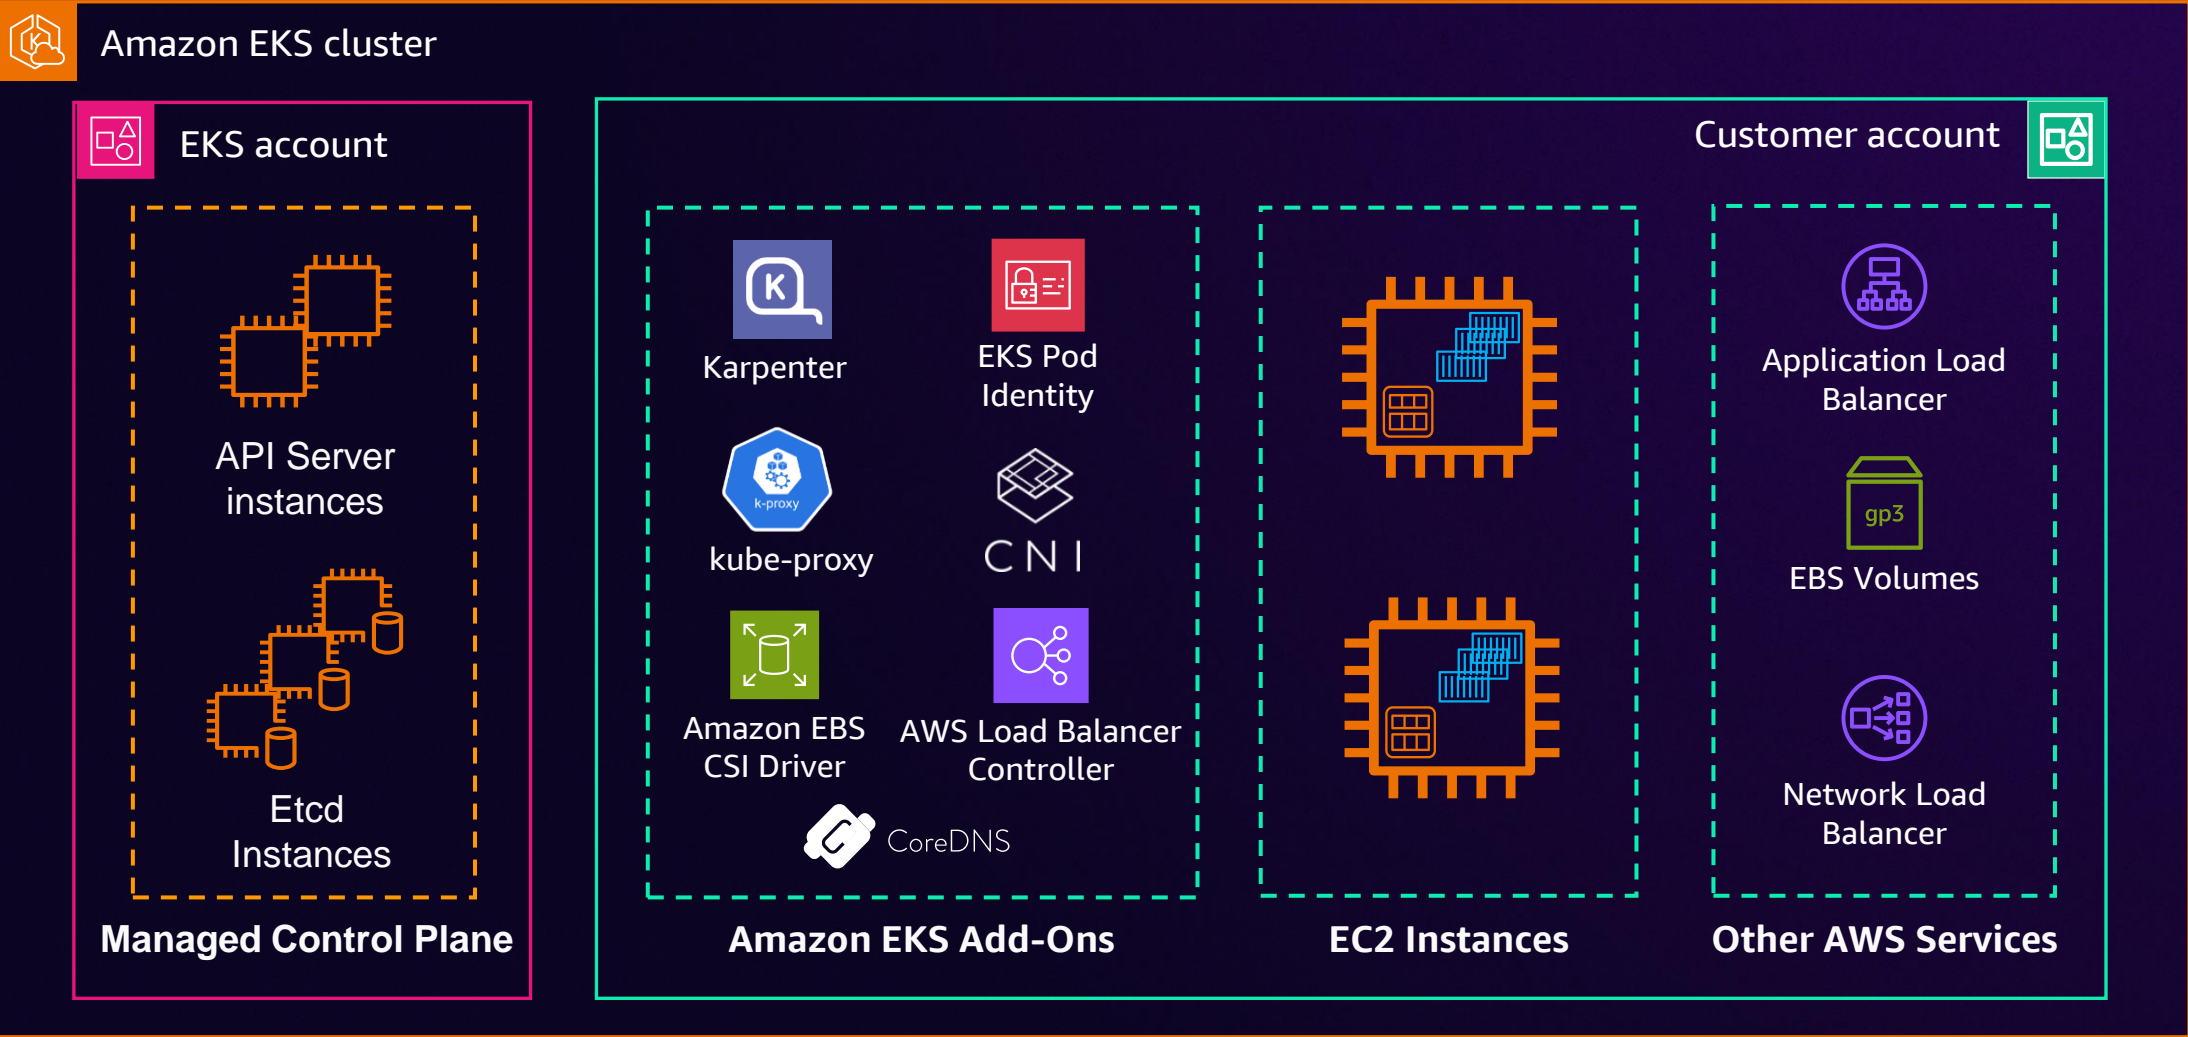 Amazon EKS cluster
EKS account
API Server
instances
Etcd
Instances
Managed Control Plane
Customer account
K
Karpenter
EKS Pod
Identity
k-proxy
kube-proxy
CNI
Amazon EBS
CSI Driver
AWS Load Balancer
Controller
CoreDNS
Amazon EKS Add-Ons
EC2 Instances
Application Load
Balancer
gp3
EBS Volumes
Network Load
Balancer
Other AWS Services